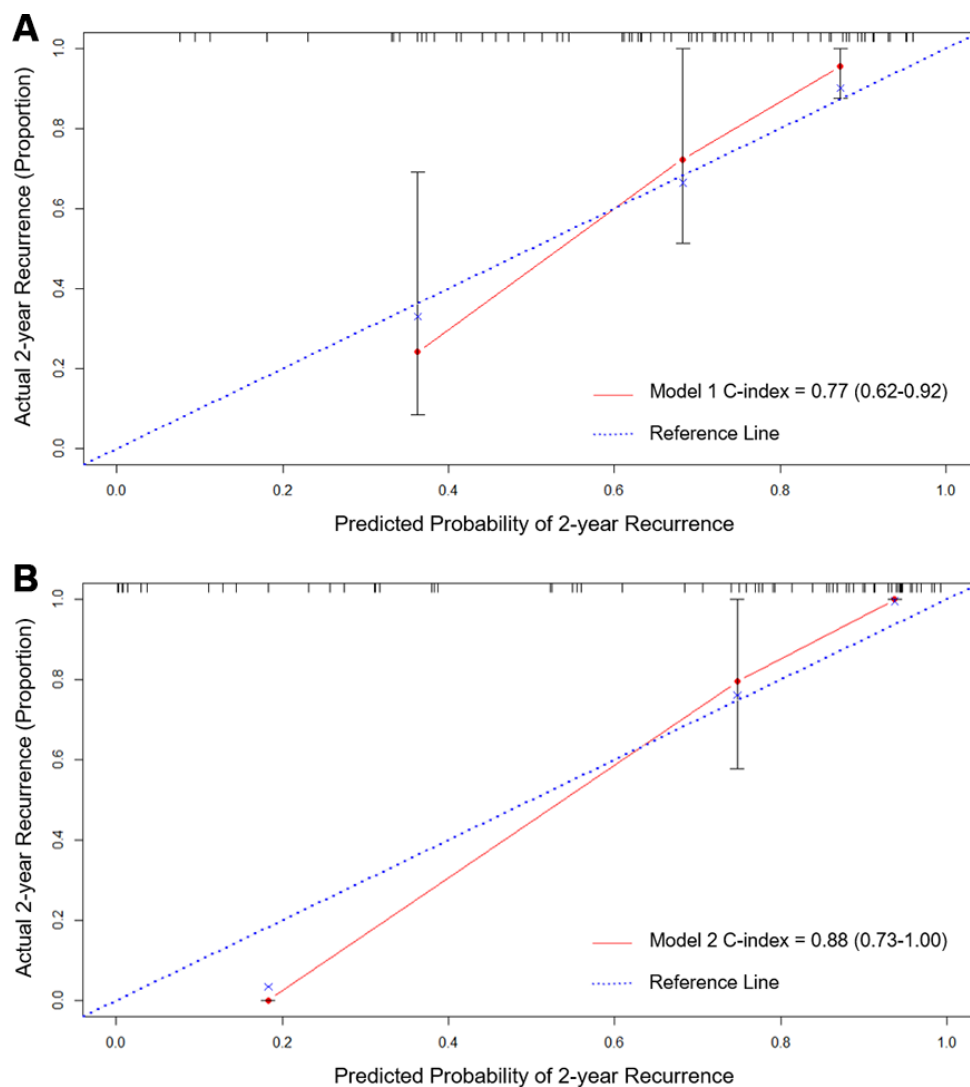 A
Actual 2-year Recurrence (Proportion)
1.0
0.8
0.6
0.4
0.2
0.0
Model 1 C-index = 0.77 (0.62-0.92)
Reference Line
0.0 0.2 0.4 0.6 0.8 1.0
Predicted Probability of 2-year Recurrence
B
Actual 2-year Recurrence (Proportion)
1.0
0.8
0.6
0.4
0.2
0.0
Model 2 C-index = 0.88 (0.73-1.00)
Reference Line
0.0 0.2 0.4 0.6 0.8 1.0
Predicted Probability of 2-year Recurrence